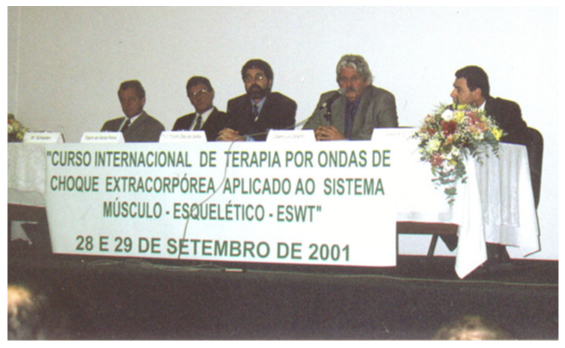 "CURSO INTERNACIONAL DE TERAPIA POR ONDAS DE
CHOQUE EXTRACORPÓREA APLICADO AO SISTEMA
MÚSCULO - ESQUELÉTICO - ESWT"
28 E 29 DE SETEMBRO DE 2001